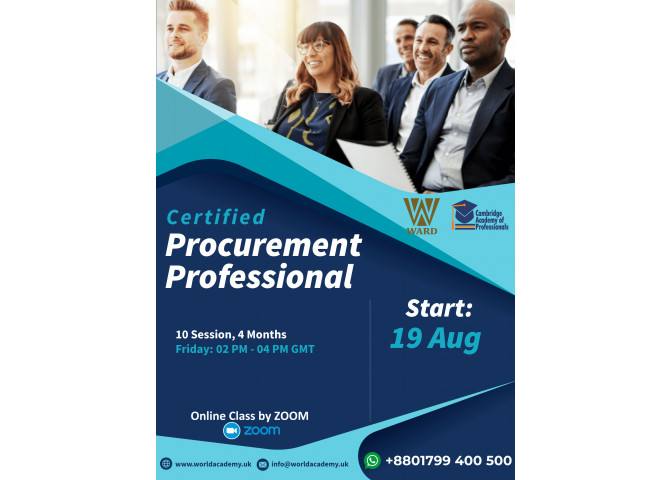 WARD
Cambridge
Academy of
Professionals
Certified
Procurement
Professional
Start:
19 Aug
10 Session, 4 Months
Friday: 02 PM - 04 PM GMT
Online Class by ZOOM
zoom
www.worldacademy.uk
info@worldacademy.uk
+8801799 400 500